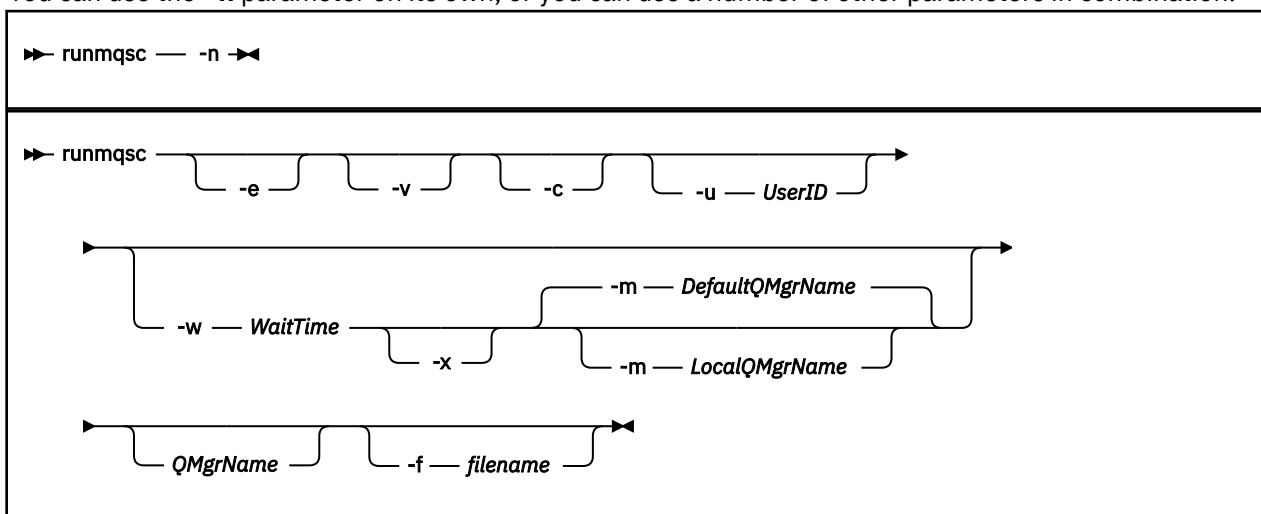 You can use the -n parameter on its own, or you can use a number of other parameters in combination.
runmqsc -n
runmqsc -e -v -c -u UserID
-m DefaultQMgrName
-w WaitTime
-x -m LocalQMgrName
QMgrName -f filename